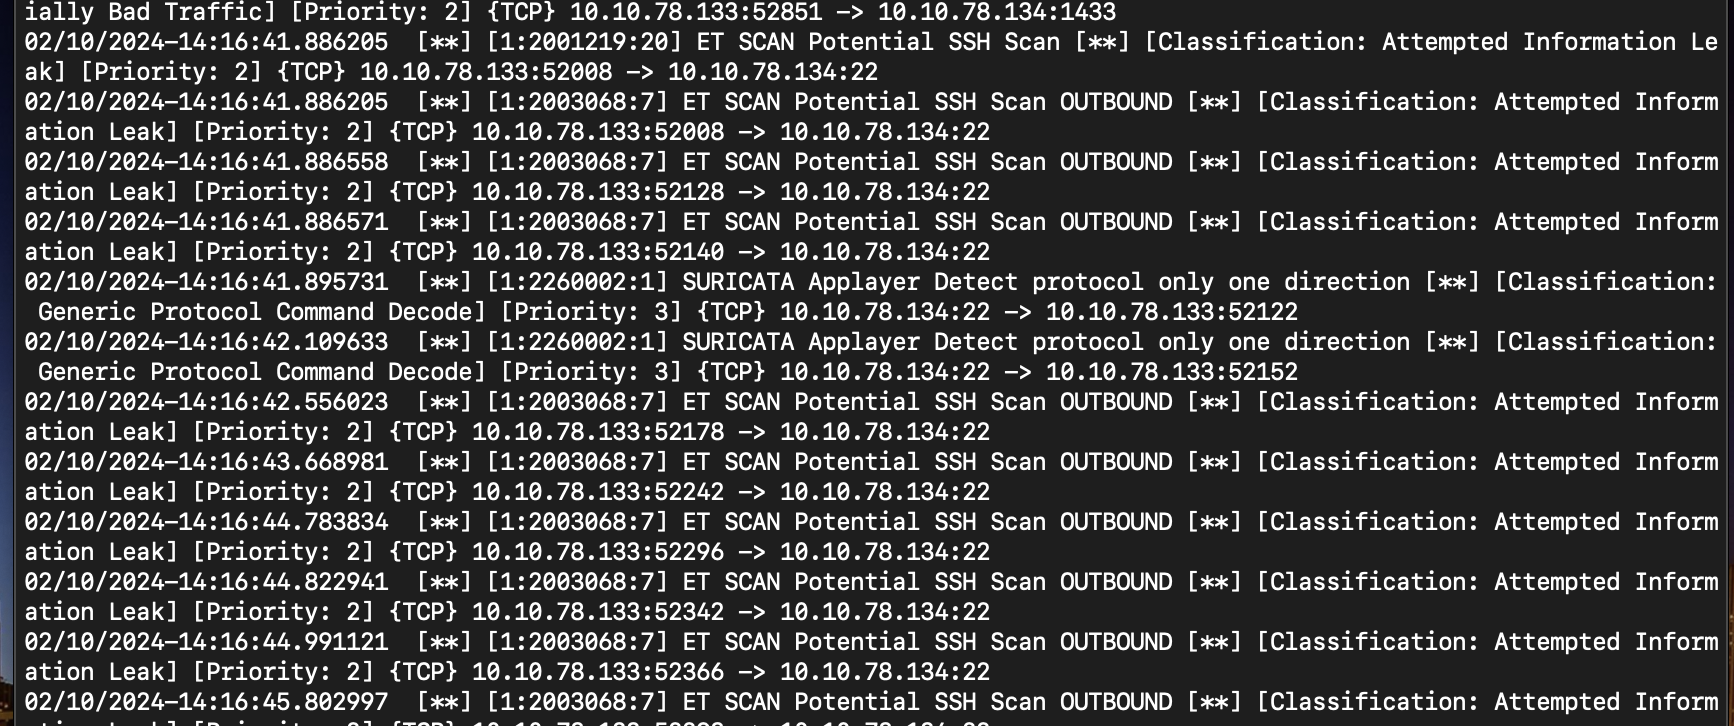 ially Bad Traffic] [Priority: 2] {TCP} 10.10.78.133:52851 -> 10.10.78.134:1433
02/10/2024-14:16:41.886205  [**] [1:2001219:20] ET SCAN Potential SSH Scan [**] [Classification: Attempted Information Le
ak] [Priority: 2] {TCP} 10.10.78.133:52008 -> 10.10.78.134:22
02/10/2024-14:16:41.886205  [**] [1:2003068:7] ET SCAN Potential SSH Scan OUTBOUND [**] [Classification: Attempted Inform
ation Leak] [Priority: 2] {TCP} 10.10.78.133:52008 -> 10.10.78.134:22
02/10/2024-14:16:41.886558  [**] [1:2003068:7] ET SCAN Potential SSH Scan OUTBOUND [**] [Classification: Attempted Inform
ation Leak] [Priority: 2] {TCP} 10.10.78.133:52128 -> 10.10.78.134:22
02/10/2024-14:16:41.886571  [**] [1:2003068:7] ET SCAN Potential SSH Scan OUTBOUND [**] [Classification: Attempted Inform
ation Leak] [Priority: 2] {TCP} 10.10.78.133:52140 -> 10.10.78.134:22
02/10/2024-14:16:41.895731  [**] [1:2260002:1] SURICATA Applayer Detect protocol only one direction [**] [Classification:
 Generic Protocol Command Decode] [Priority: 3] {TCP} 10.10.78.134:22 -> 10.10.78.133:52122
02/10/2024-14:16:42.109633  [**] [1:2260002:1] SURICATA Applayer Detect protocol only one direction [**] [Classification:
 Generic Protocol Command Decode] [Priority: 3] {TCP} 10.10.78.134:22 -> 10.10.78.133:52152
02/10/2024-14:16:42.556023  [**] [1:2003068:7] ET SCAN Potential SSH Scan OUTBOUND [**] [Classification: Attempted Inform
ation Leak] [Priority: 2] {TCP} 10.10.78.133:52178 -> 10.10.78.134:22
02/10/2024-14:16:43.668981  [**] [1:2003068:7] ET SCAN Potential SSH Scan OUTBOUND [**] [Classification: Attempted Inform
ation Leak] [Priority: 2] {TCP} 10.10.78.133:52242 -> 10.10.78.134:22
02/10/2024-14:16:44.783834  [**] [1:2003068:7] ET SCAN Potential SSH Scan OUTBOUND [**] [Classification: Attempted Inform
ation Leak] [Priority: 2] {TCP} 10.10.78.133:52296 -> 10.10.78.134:22
02/10/2024-14:16:44.822941  [**] [1:2003068:7] ET SCAN Potential SSH Scan OUTBOUND [**] [Classification: Attempted Inform
ation Leak] [Priority: 2] {TCP} 10.10.78.133:52342 -> 10.10.78.134:22
02/10/2024-14:16:44.991121  [**] [1:2003068:7] ET SCAN Potential SSH Scan OUTBOUND [**] [Classification: Attempted Inform
ation Leak] [Priority: 2] {TCP} 10.10.78.133:52366 -> 10.10.78.134:22
02/10/2024-14:16:45.802997  [**] [1:2003068:7] ET SCAN Potential SSH Scan OUTBOUND [**] [Classification: Attempted Inform